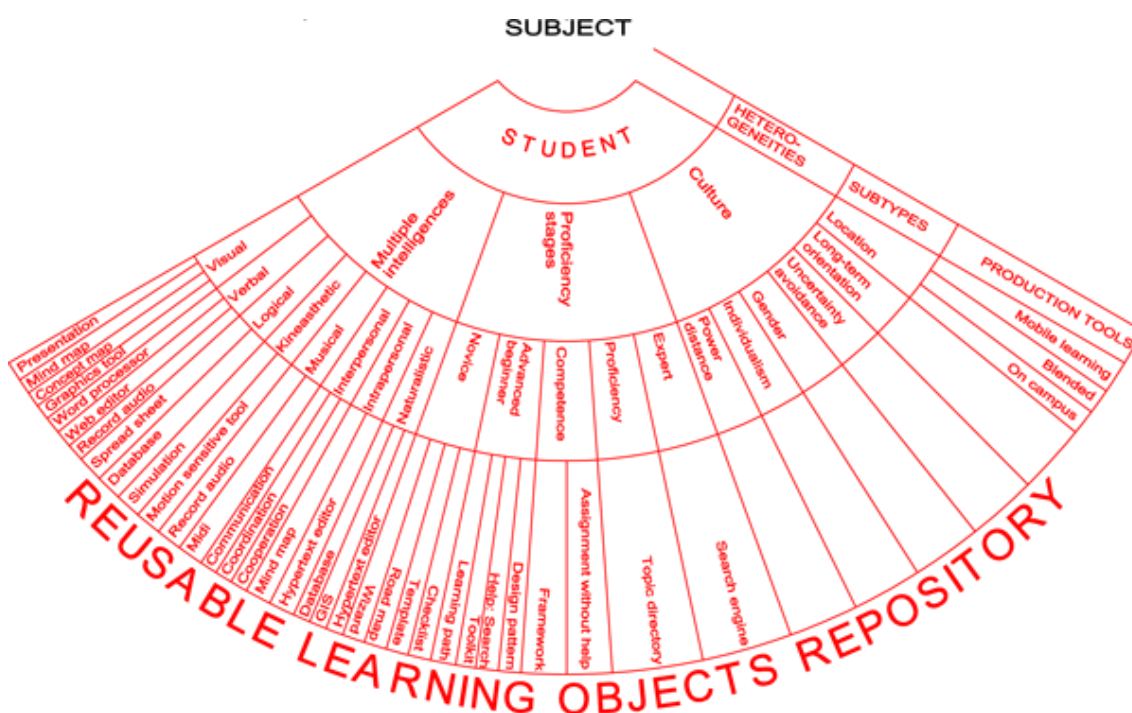 SUBJECT
STUDENT
HETERO-
GENEITIES
SUBTYPES
PRODUCTION TOOLS
Multiple
intelligences
Proficiency
stages
Culture
Visual
Verbal
Logical
Kineasthetic
Musical
Interpersonal
Intrapersonal
Naturalistic
Novice
Advanced
beginner
Competence
Proficiency
Expert
Power
distance
Individualism
Gender
Uncertainty
avoidance
Long-term
orientation
Location
Presentation
Mind map
Concept map
Graphics tool
Word processor
Web editor
Record audio
Spread sheet
Database
Simulation
Motion sensitive tool
Record audio
Midi
Communication
Coordination
Cooperation
Mind map
Hypertext editor
Database
GIS
Hypertext editor
Wizard
Road map
Template
Checklist
Learning path
Toolkit
Help: Search
Design pattern
Framework
Assignment without help
Topic directory
Search engine
On campus
Blended
Mobile learning
REUSABLE LEARNING OBJECTS REPOSITORY